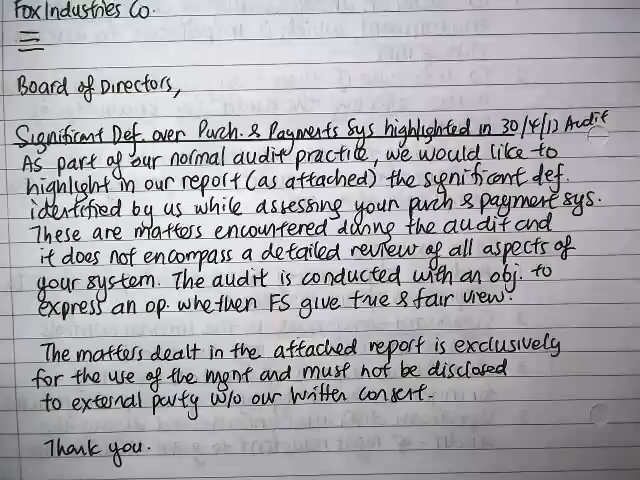 Fox Industries Co.
Board of Directors,
Significant Def. over Purch. & Payments Sys highlighted in 30/4/13 Audit
As part of our normal audit practice, we would like to
highlight in our report (as attached) the significant def.
identified by us while assessing your purch & payment sys.
These are matters encountered during the audit and
it does not encompass a detailed review of all aspects of
your system. The audit is conducted with an obj. to
express an op. whether FS give true & fair view.
The matters dealt in the attached report is exclusively
for the use of the mgnt and must not be disclosed
to external party w/o our written consent.
Thank you.